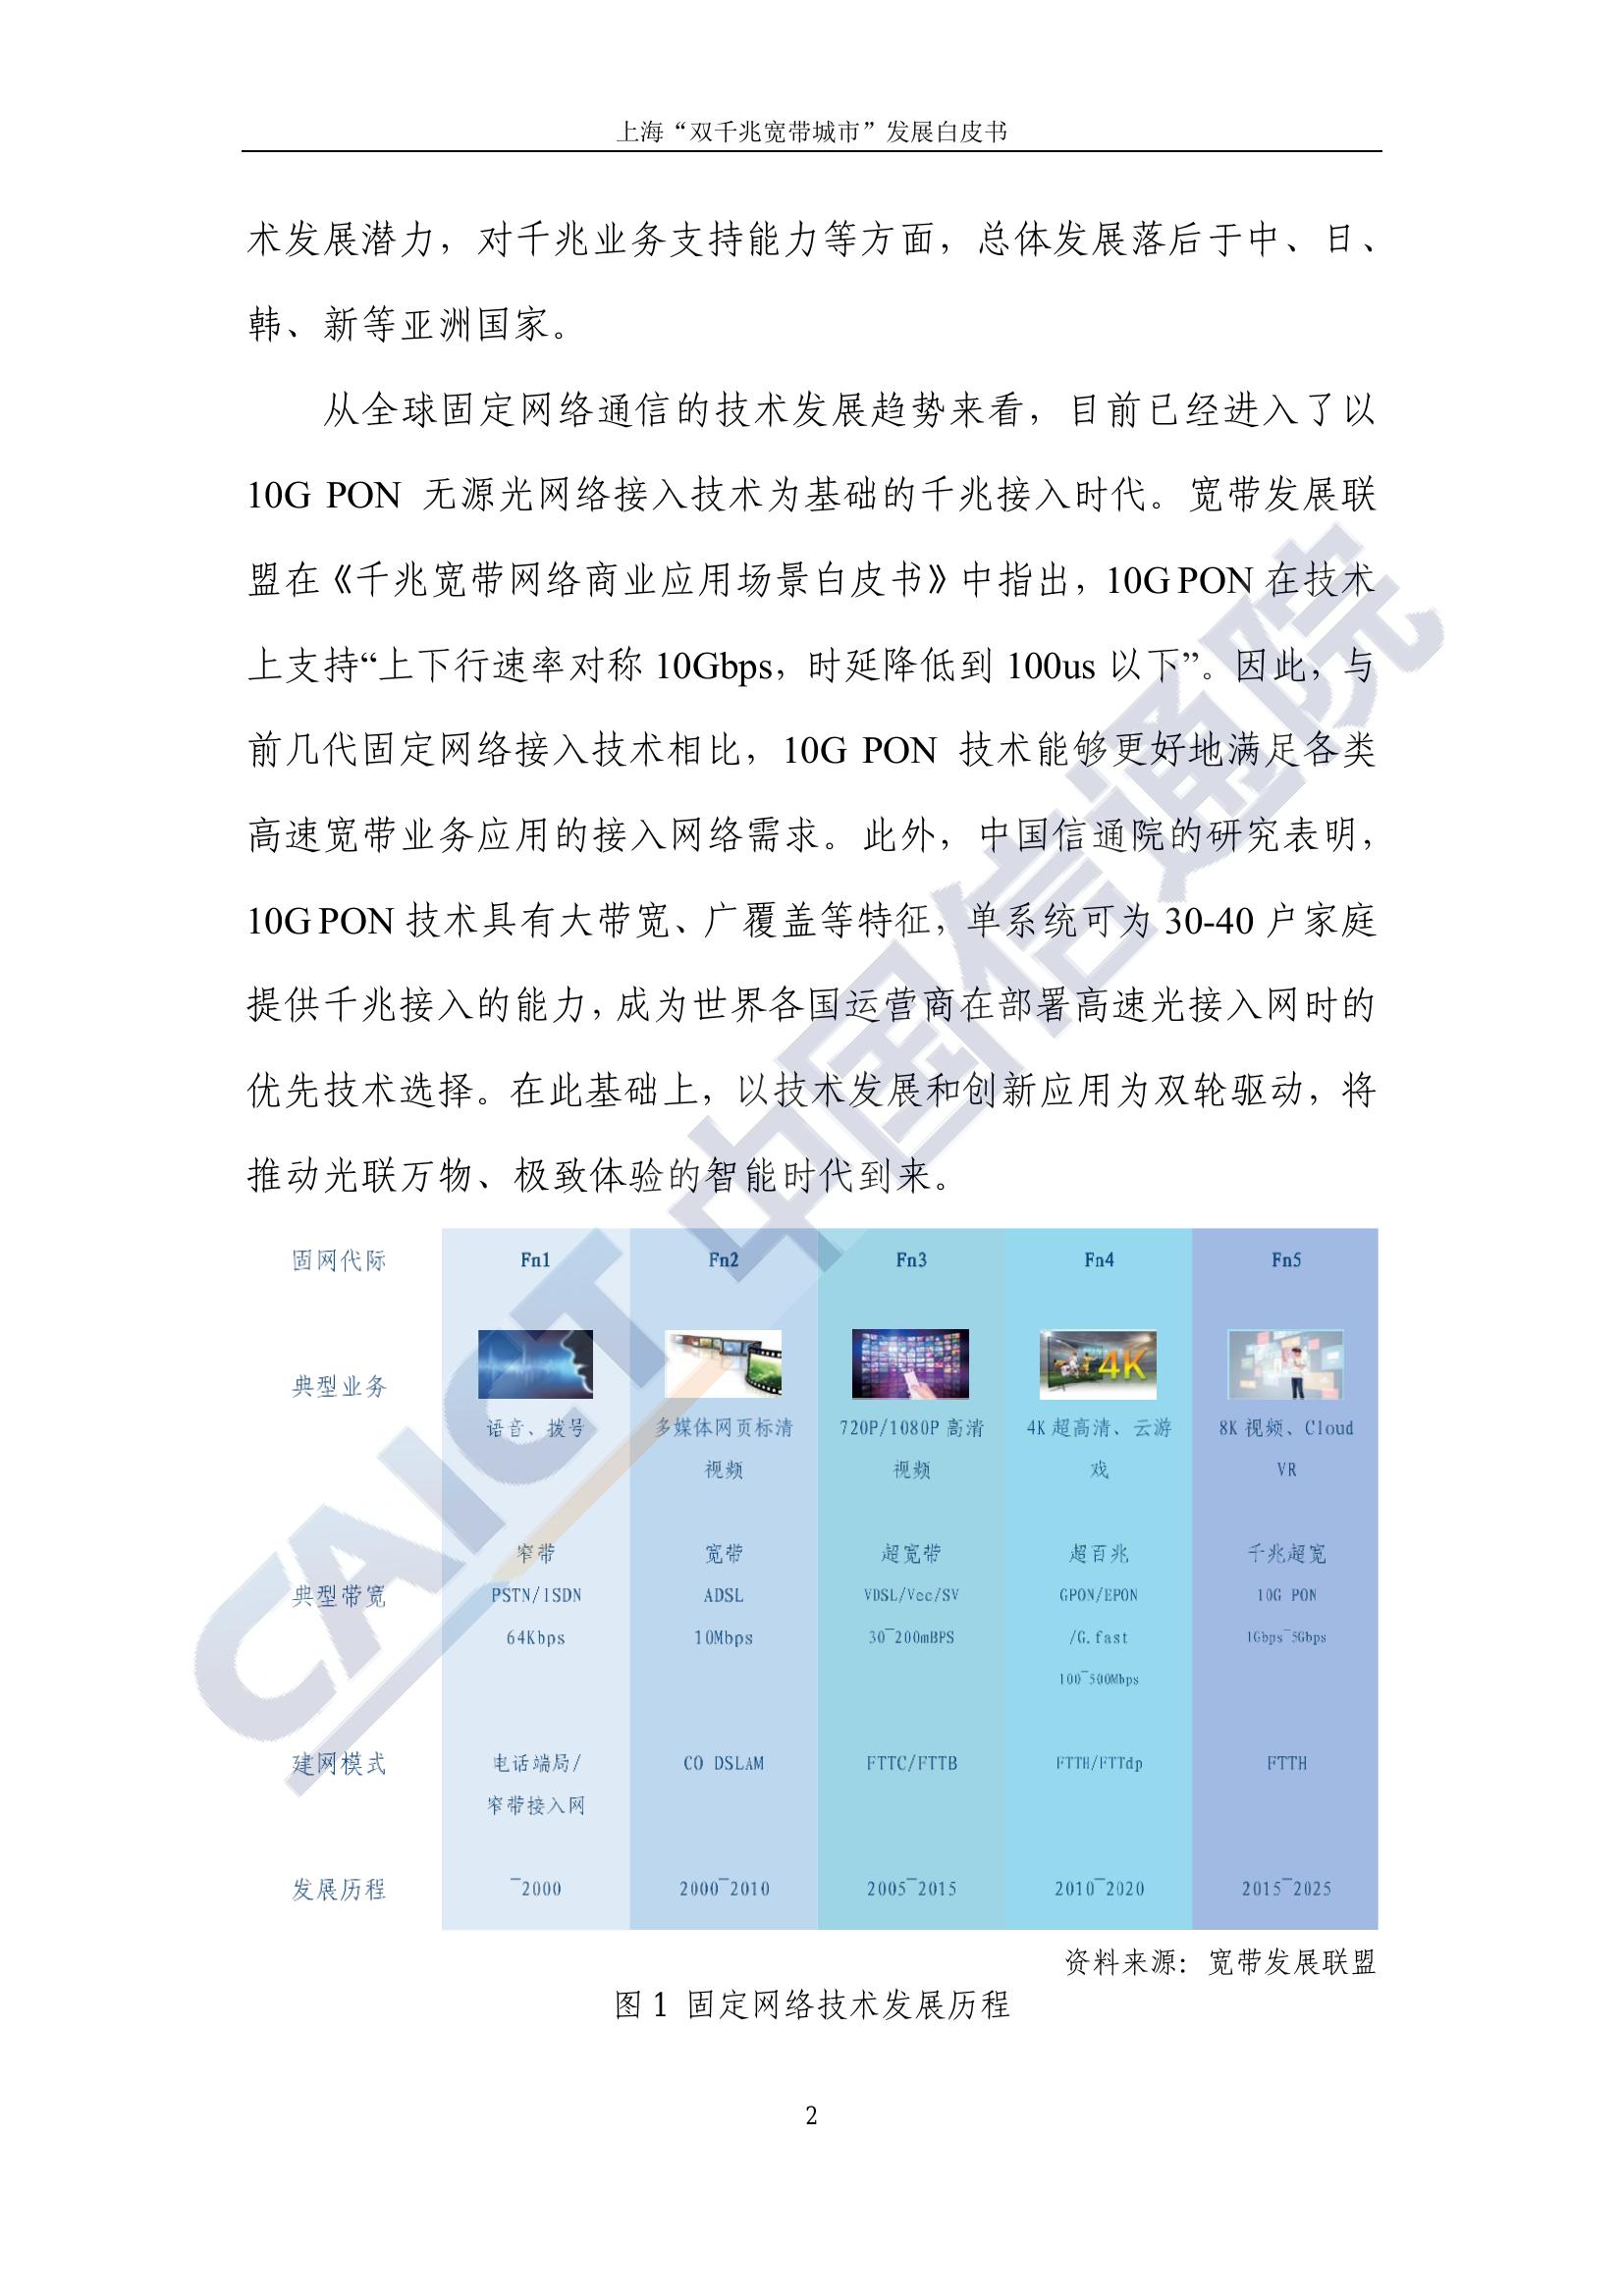 上海“双千兆宽带城市”发展白皮书
术发展潜力，对千兆业务支持能力等方面，总体发展落后于中、日、
韩、新等亚洲国家。
从全球固定网络通信的技术发展趋势来看，目前已经进入了以
10G PON 无源光网络接入技术为基础的千兆接入时代。宽带发展联
盟在《千兆宽带网络商业应用场景白皮书》中指出，10G PON 在技术
上支持“上下行速率对称 10Gbps，时延降低到 100us 以下”。因此，与
前几代固定网络接入技术相比，10G PON 技术能够更好地满足各类
高速宽带业务应用的接入网络需求。此外，中国信通院的研究表明，
10G PON 技术具有大带宽、广覆盖等特征，单系统可为 30-40 户家庭
提供千兆接入的能力，成为世界各国运营商在部署高速光接入网时的
优先技术选择。在此基础上，以技术发展和创新应用为双轮驱动，将
推动光联万物、极致体验的智能时代到来。
CAICT 中国信通院
固网代际 Fn1 Fn2 Fn3 Fn4 Fn5
4K
典型业务
语音、拨号 多媒体网页标清 720P/1080P 高清 4K 超高清、云游 8K 视频、Cloud
视频 视频 戏 VR
窄带 宽带 超宽带 超百兆 千兆超宽
典型带宽 PSTN/ISDN ADSL VDSL/Vec/SV GPON/EPON 10G PON
64Kbps 10Mbps 30~200mBPS /G.fast 1Gbps~5Gbps
100~500Mbps
建网模式 电话端局/ CO DSLAM FTTC/FTTB FTTH/FTTdp FTTH
窄带接入网
发展历程 ~2000 2000~2010 2005~2015 2010~2020 2015~2025
资料来源：宽带发展联盟
图 1 固定网络技术发展历程
2